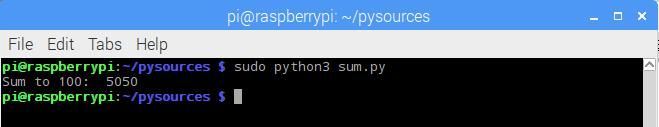 pi@raspberrypi: ~/pysources
File Edit Tabs Help
pi@raspberrypi:~/pysources $ sudo python3 sum.py
Sum to 100:  5050
pi@raspberrypi:~/pysources $